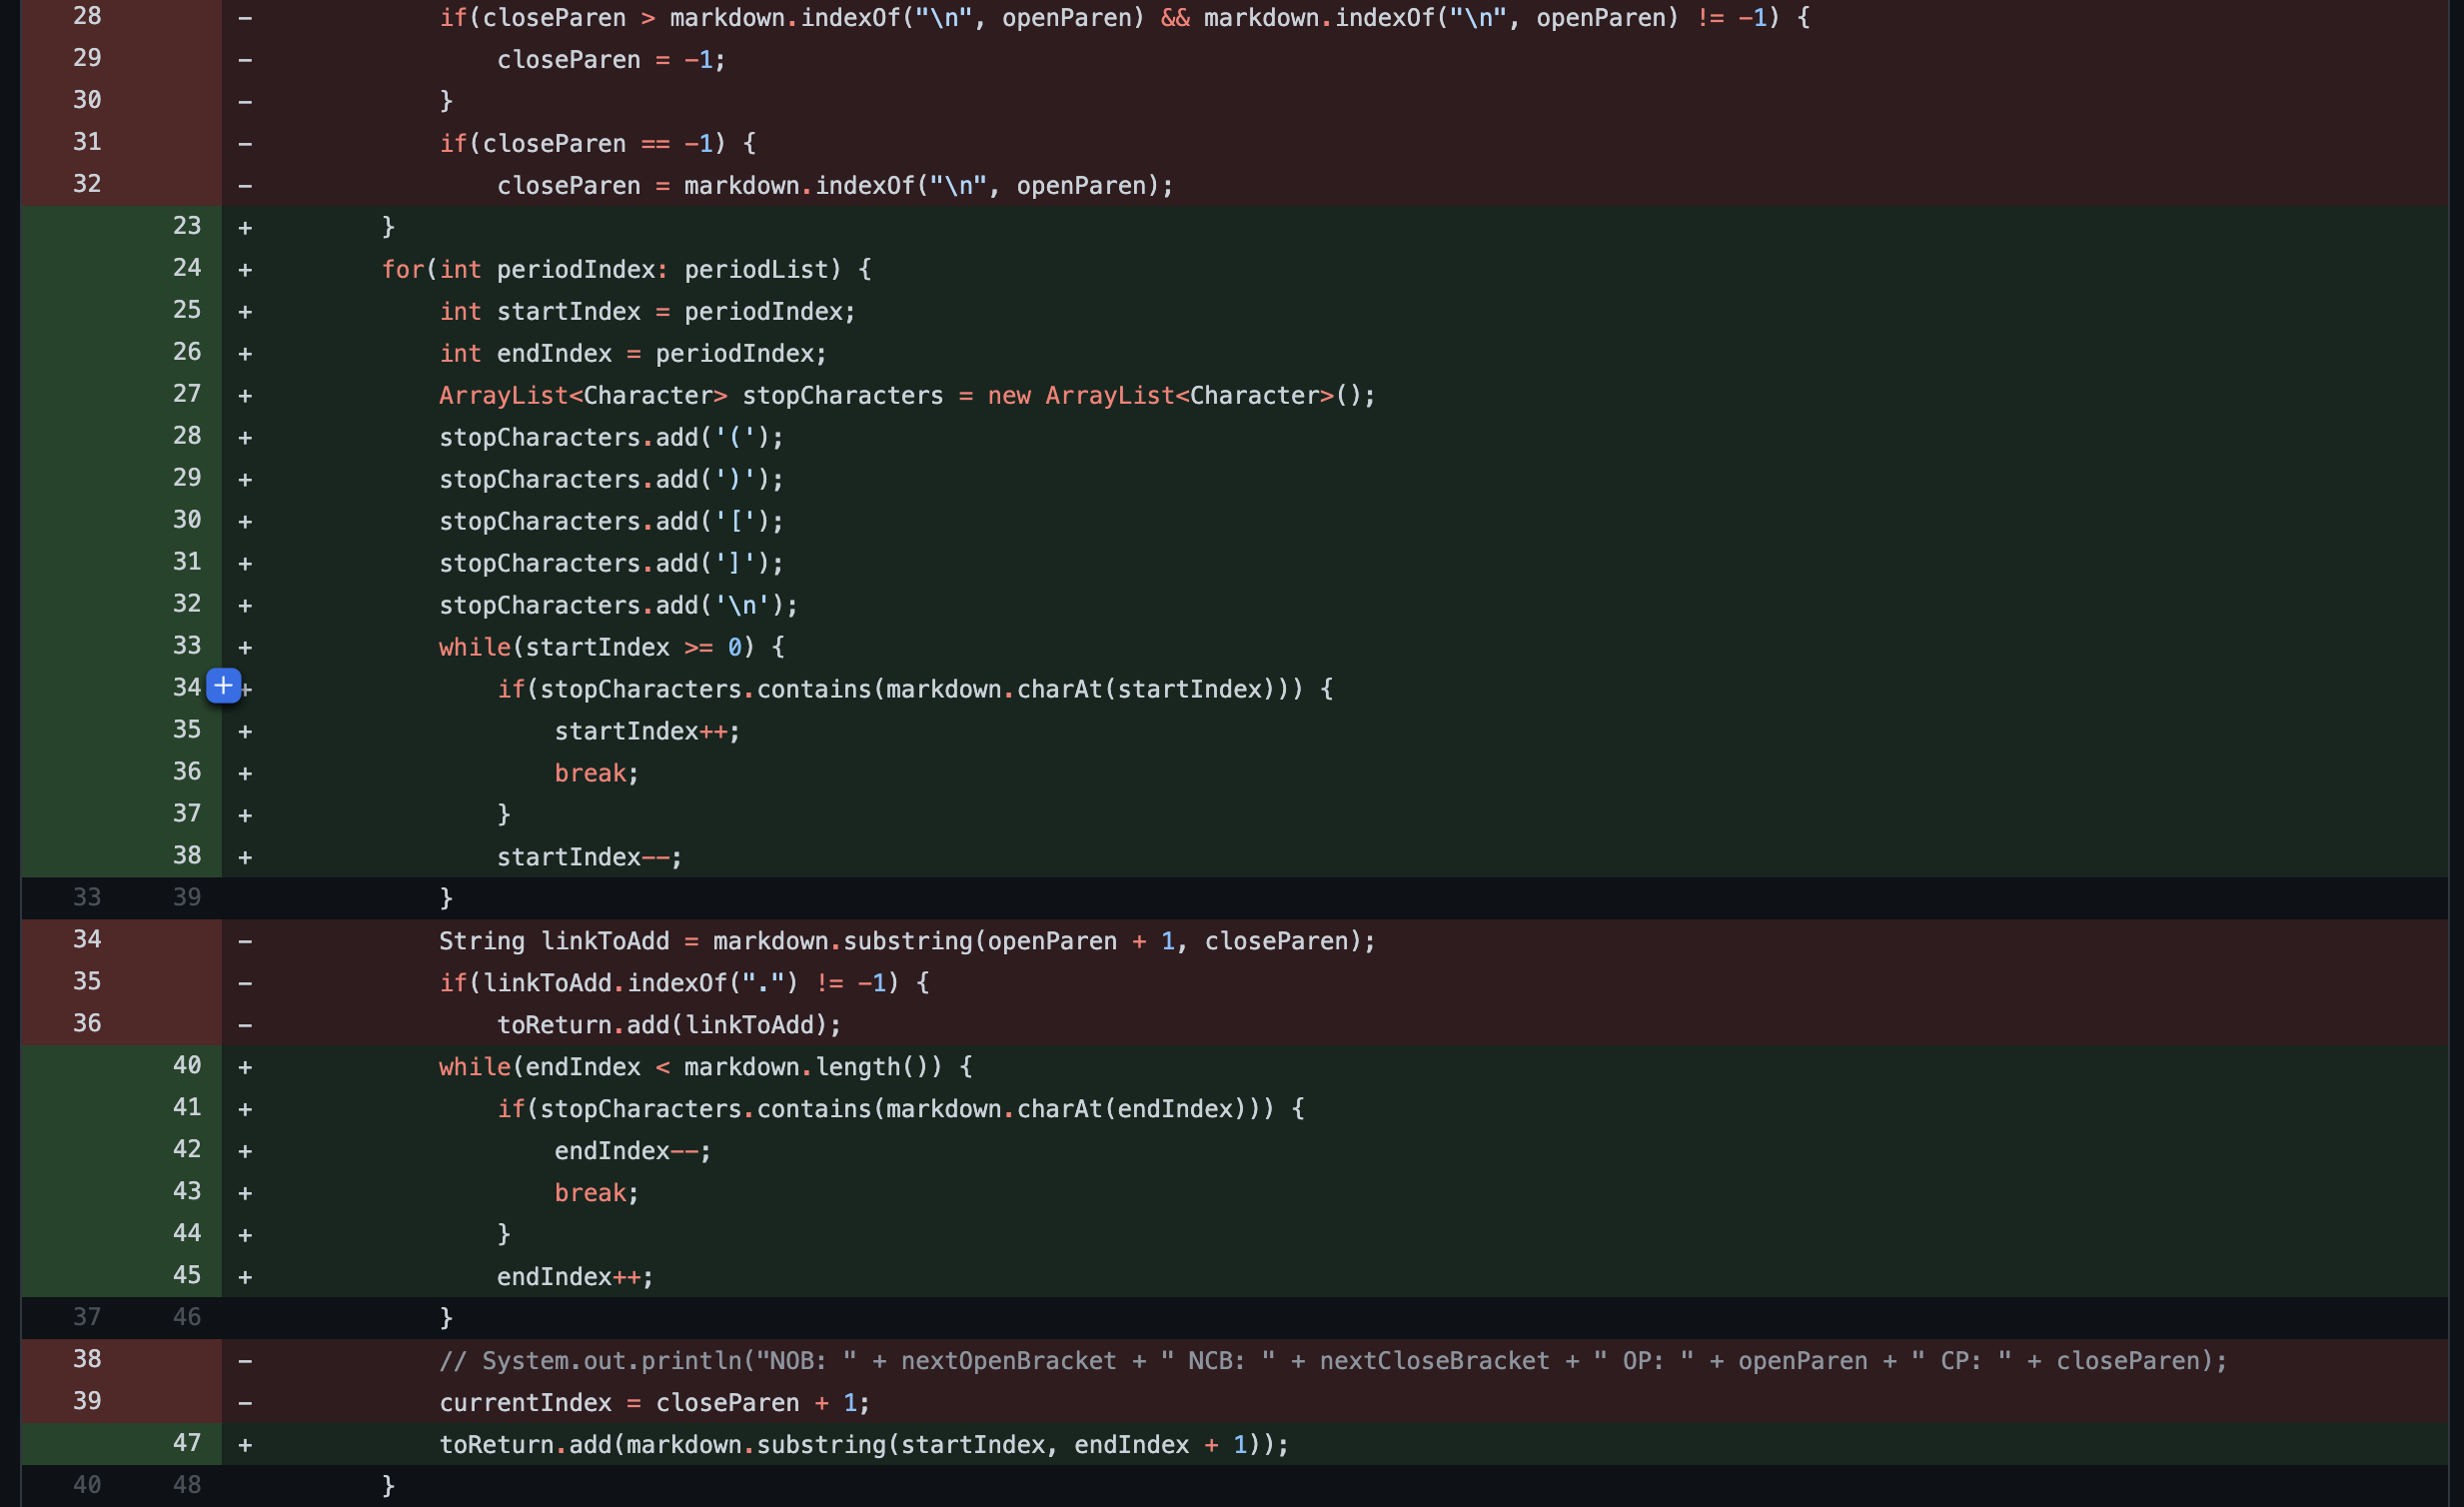 28 - if(closeParen > markdown.indexOf("\n", openParen) && markdown.indexOf("\n", openParen) != -1) {
29 - closeParen = -1;
30 - }
31 - if(closeParen == -1) {
32 - closeParen = markdown.indexOf("\n", openParen);
23 + }
24 + for(int periodIndex: periodList) {
25 + int startIndex = periodIndex;
26 + int endIndex = periodIndex;
27 + ArrayList<Character> stopCharacters = new ArrayList<Character>();
28 + stopCharacters.add('(');
29 + stopCharacters.add(')');
30 + stopCharacters.add('[');
31 + stopCharacters.add(']');
32 + stopCharacters.add('\n');
33 + while(startIndex >= 0) {
34 + if(stopCharacters.contains(markdown.charAt(startIndex))) {
35 + startIndex++;
36 + break;
37 + }
38 + startIndex--;
33 39 }
34 - String linkToAdd = markdown.substring(openParen + 1, closeParen);
35 - if(linkToAdd.indexOf(".") != -1) {
36 - toReturn.add(linkToAdd);
40 + while(endIndex < markdown.length()) {
41 + if(stopCharacters.contains(markdown.charAt(endIndex))) {
42 + endIndex--;
43 + break;
44 + }
45 + endIndex++;
37 46 }
38 - // System.out.println("NOB: " + nextOpenBracket + " NCB: " + nextCloseBracket + " OP: " + openParen + " CP: " + closeParen);
39 - currentIndex = closeParen + 1;
47 + toReturn.add(markdown.substring(startIndex, endIndex + 1));
40 48 }